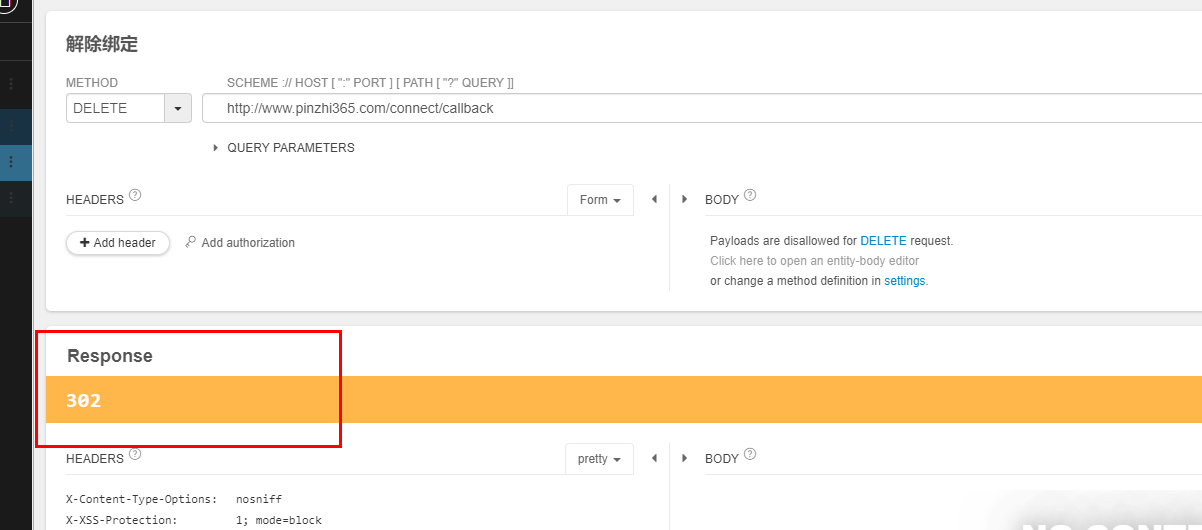 解除绑定
METHOD
SCHEME :// HOST [ ":" PORT ] [ PATH [ "?" QUERY ]]
DELETE
http://www.pinzhi365.com/connect/callback
QUERY PARAMETERS
HEADERS ?
Form
BODY ?
+ Add header
Add authorization
Payloads are disallowed for DELETE request.
Click here to open an entity-body editor
or change a method definition in settings.
Response
302
HEADERS ?
pretty
BODY ?
X-Content-Type-Options: nosniff
X-XSS-Protection: 1; mode=block